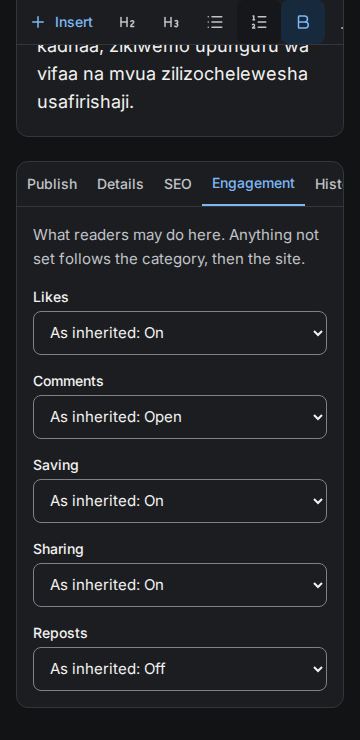 Insert H2 H3 B
kadhaa, zikiwemo upungufu wa
vifaa na mvua zilizochelewesha
usafirishaji.
Publish Details SEO Engagement Hist
What readers may do here. Anything not
set follows the category, then the site.
Likes
As inherited: On
Comments
As inherited: Open
Saving
As inherited: On
Sharing
As inherited: On
Reposts
As inherited: Off